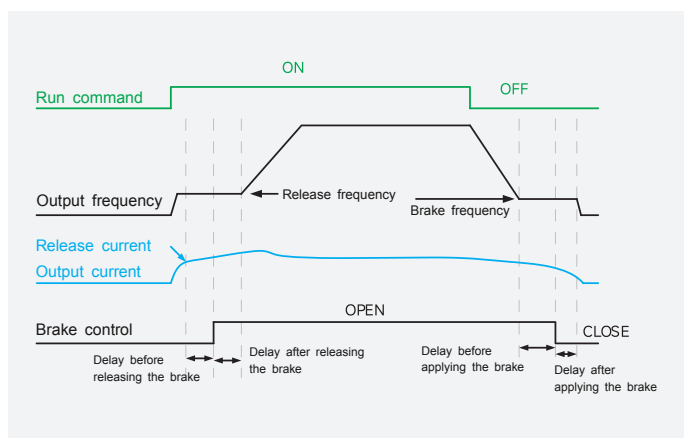 ON
OFF
Run command
Output frequency
Release frequency
Brake frequency
Release current
Output current
OPEN
Brake control
CLOSE
Delay before
releasing the brake
Delay after releasing
the brake
Delay before
applying the brake
Delay after
applying the brake